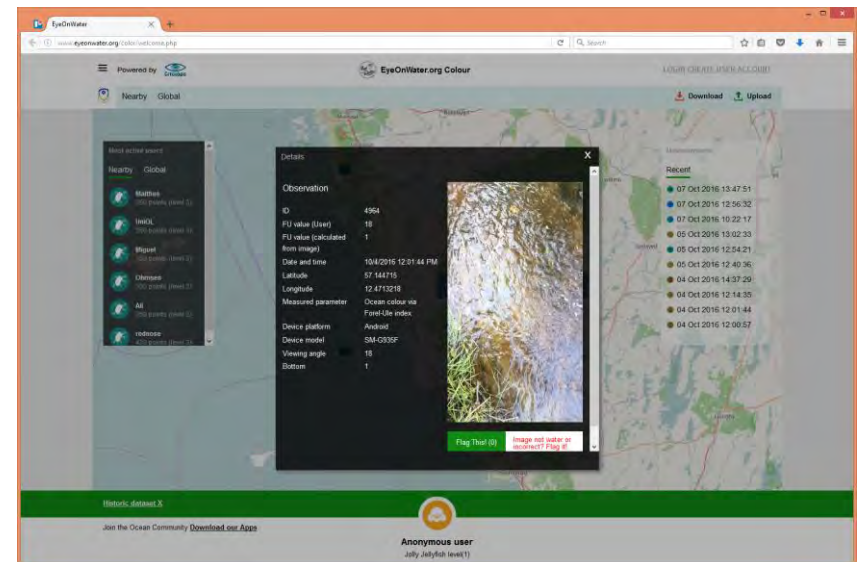 EyeOnWater
www.eyeonwater.org/color/welcome.php
Search
Powered by
EyeOnWater.org Colour
LOGIN CREATE USER ACCOUNT
Nearby Global
Download Upload
Most active users
Nearby Global
Matthas
UniOL
Miguel
Obinsea
Ali
rednose
Details
X
Observation
ID 4964
FU value (User) 18
FU value (calculated from image) 1
Date and time 10/4/2016 12:01:44 PM
Latitude 57.144715
Longitude 12.4713218
Measured parameter Ocean colour via
Forel-Ule index
Device platform Android
Device model SM-G935F
Viewing angle 18
Bottom 1
Flag This! (0)
Image not water or
incorrect? Flag it!
Recent
07 Oct 2016 13:47:51
07 Oct 2016 12:56:32
07 Oct 2016 10:22:17
05 Oct 2016 13:02:33
05 Oct 2016 12:54:21
05 Oct 2016 12:40:36
04 Oct 2016 14:37:29
04 Oct 2016 12:14:35
04 Oct 2016 12:01:44
04 Oct 2016 12:00:57
Historic dataset X
Join the Ocean Community Download our Apps
Anonymous user
Jolly Jellyfish level(1)